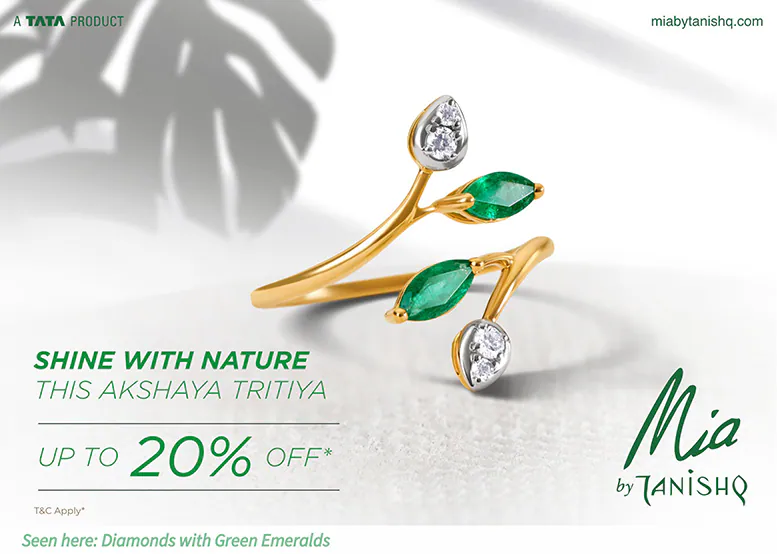 A TATA PRODUCT
miabytanishq.com
SHINE WITH NATURE
THIS AKSHAYA TRITIYA
UP TO 20% OFF*
T&C Apply*
Mia
by TANISHQ
Seen here: Diamonds with Green Emeralds